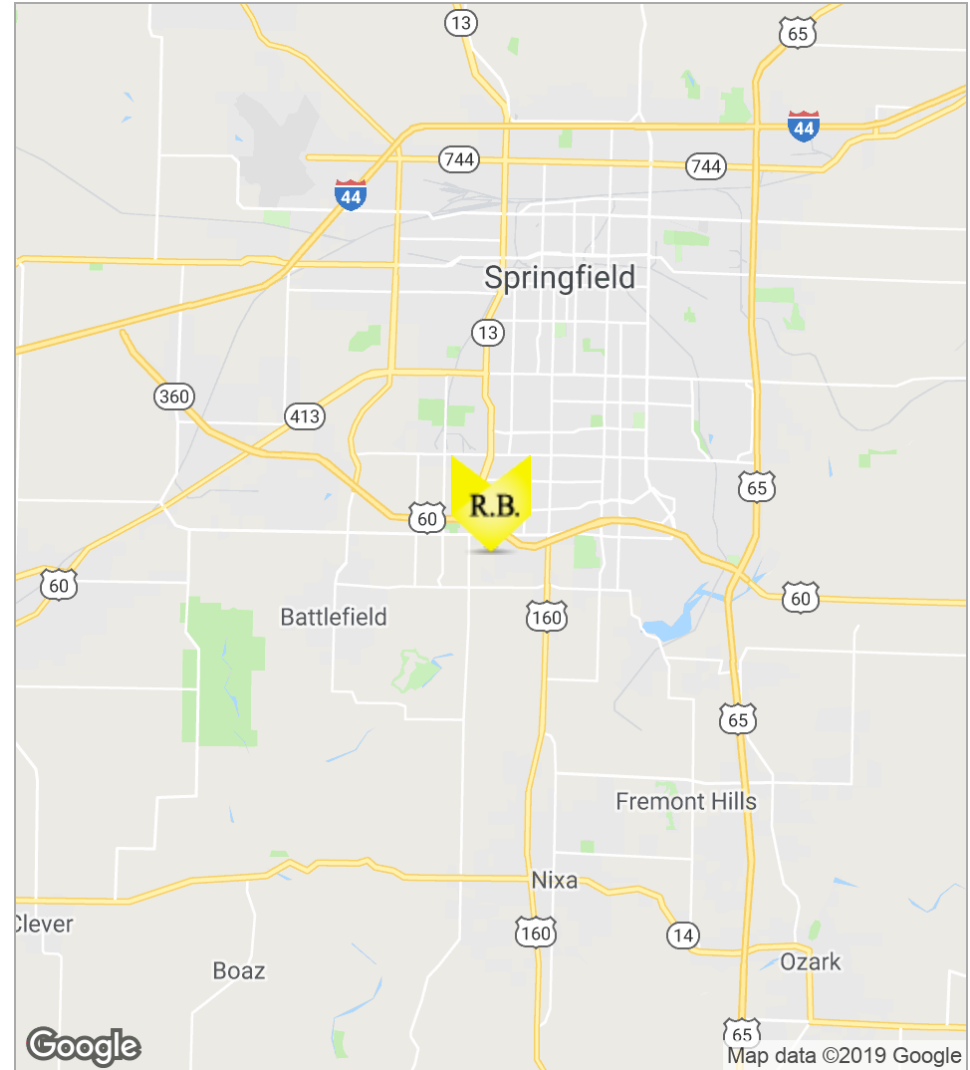 13
65
44
744
744
44
Springfield
13
360
413
65
R.B.
60
60
60
Battlefield
160
65
Fremont Hills
Nixa
Clever
160
14
Ozark
Boaz
65
Google
Map data ©2019 Google